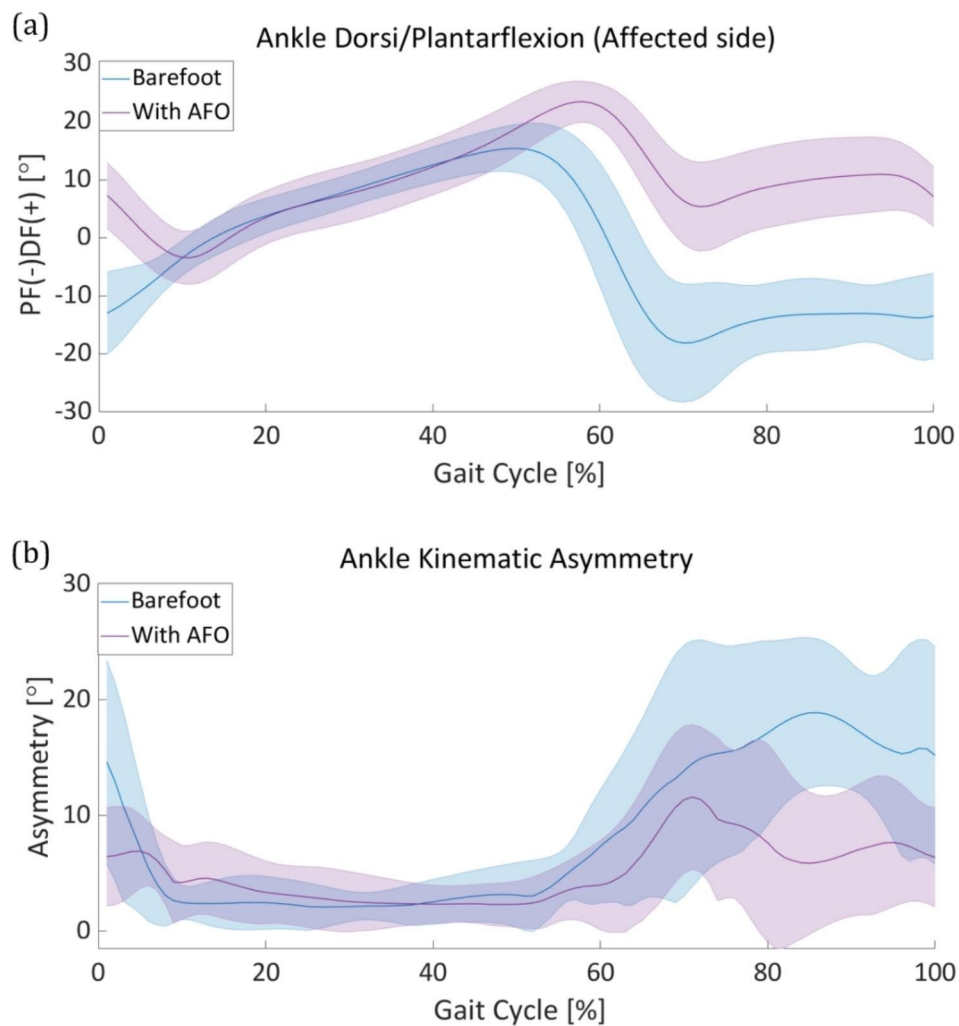 (a)
Ankle Dorsi/Plantarflexion (Affected side)
PF(-)DF(+) [°]
30
20
10
0
-10
-20
-30
Barefoot
With AFO
0 20 40 60 80 100
Gait Cycle [%]
(b)
Ankle Kinematic Asymmetry
Asymmetry [°]
30
20
10
0
Barefoot
With AFO
0 20 40 60 80 100
Gait Cycle [%]